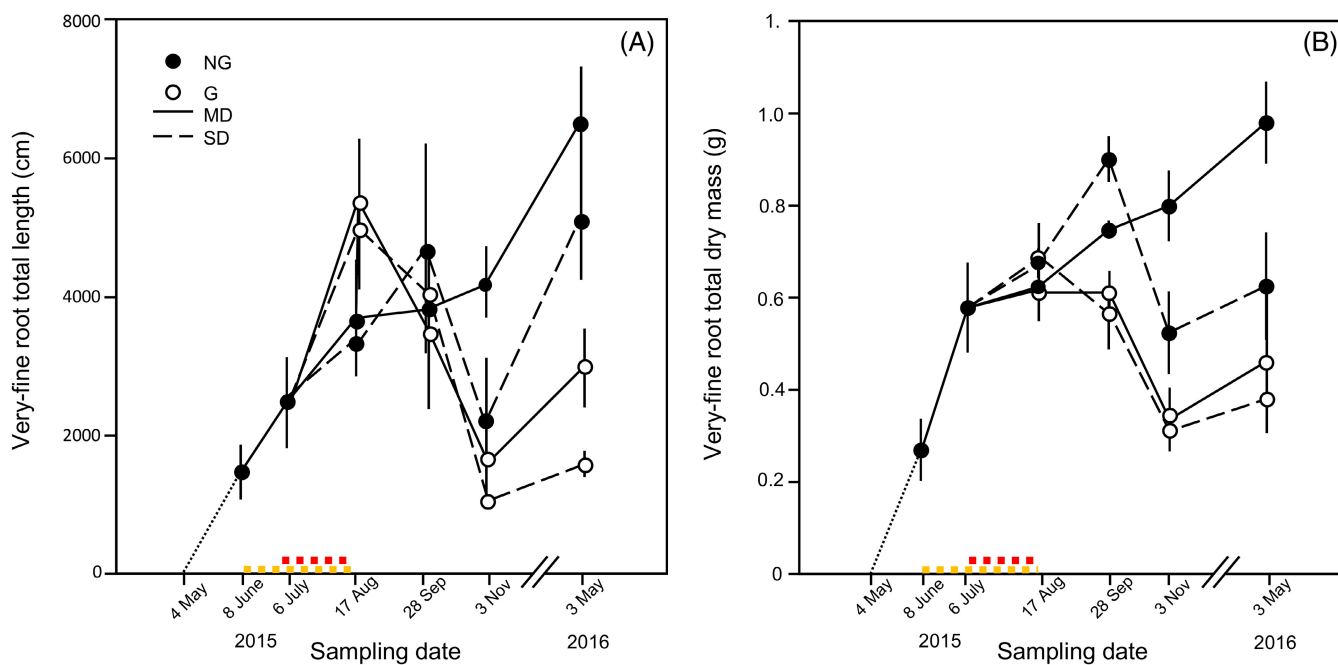 (A)
8000
6000
4000
2000
0
Very-fine root total length (cm)
NG
G
MD
SD
4 May
8 June
6 July
17 Aug
28 Sep
3 Nov
3 May
2015
2016
Sampling date
(B)
1.
1.0
0.8
0.6
0.4
0.2
0
Very-fine root total dry mass (g)
4 May
8 June
6 July
17 Aug
28 Sep
3 Nov
3 May
2015
2016
Sampling date